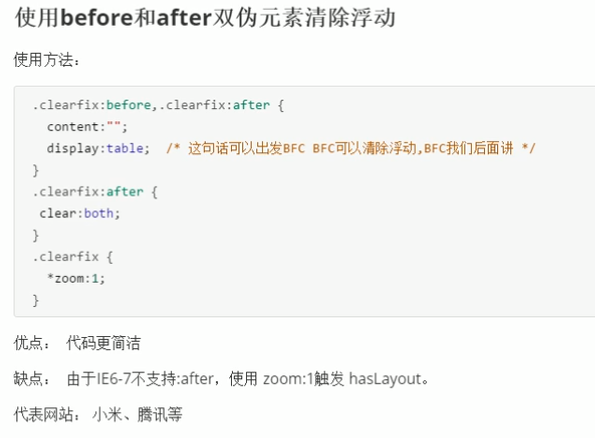 使用before和after双伪元素清除浮动
使用方法：
.clearfix:before,.clearfix:after {
content:"";
display:table; /* 这句话可以出发BFC BFC可以清除浮动,BFC我们后面讲 */
}
.clearfix:after {
clear:both;
}
.clearfix {
*zoom:1;
}
优点： 代码更简洁
缺点： 由于IE6-7不支持:after，使用 zoom:1触发 hasLayout。
代表网站： 小米、腾讯等